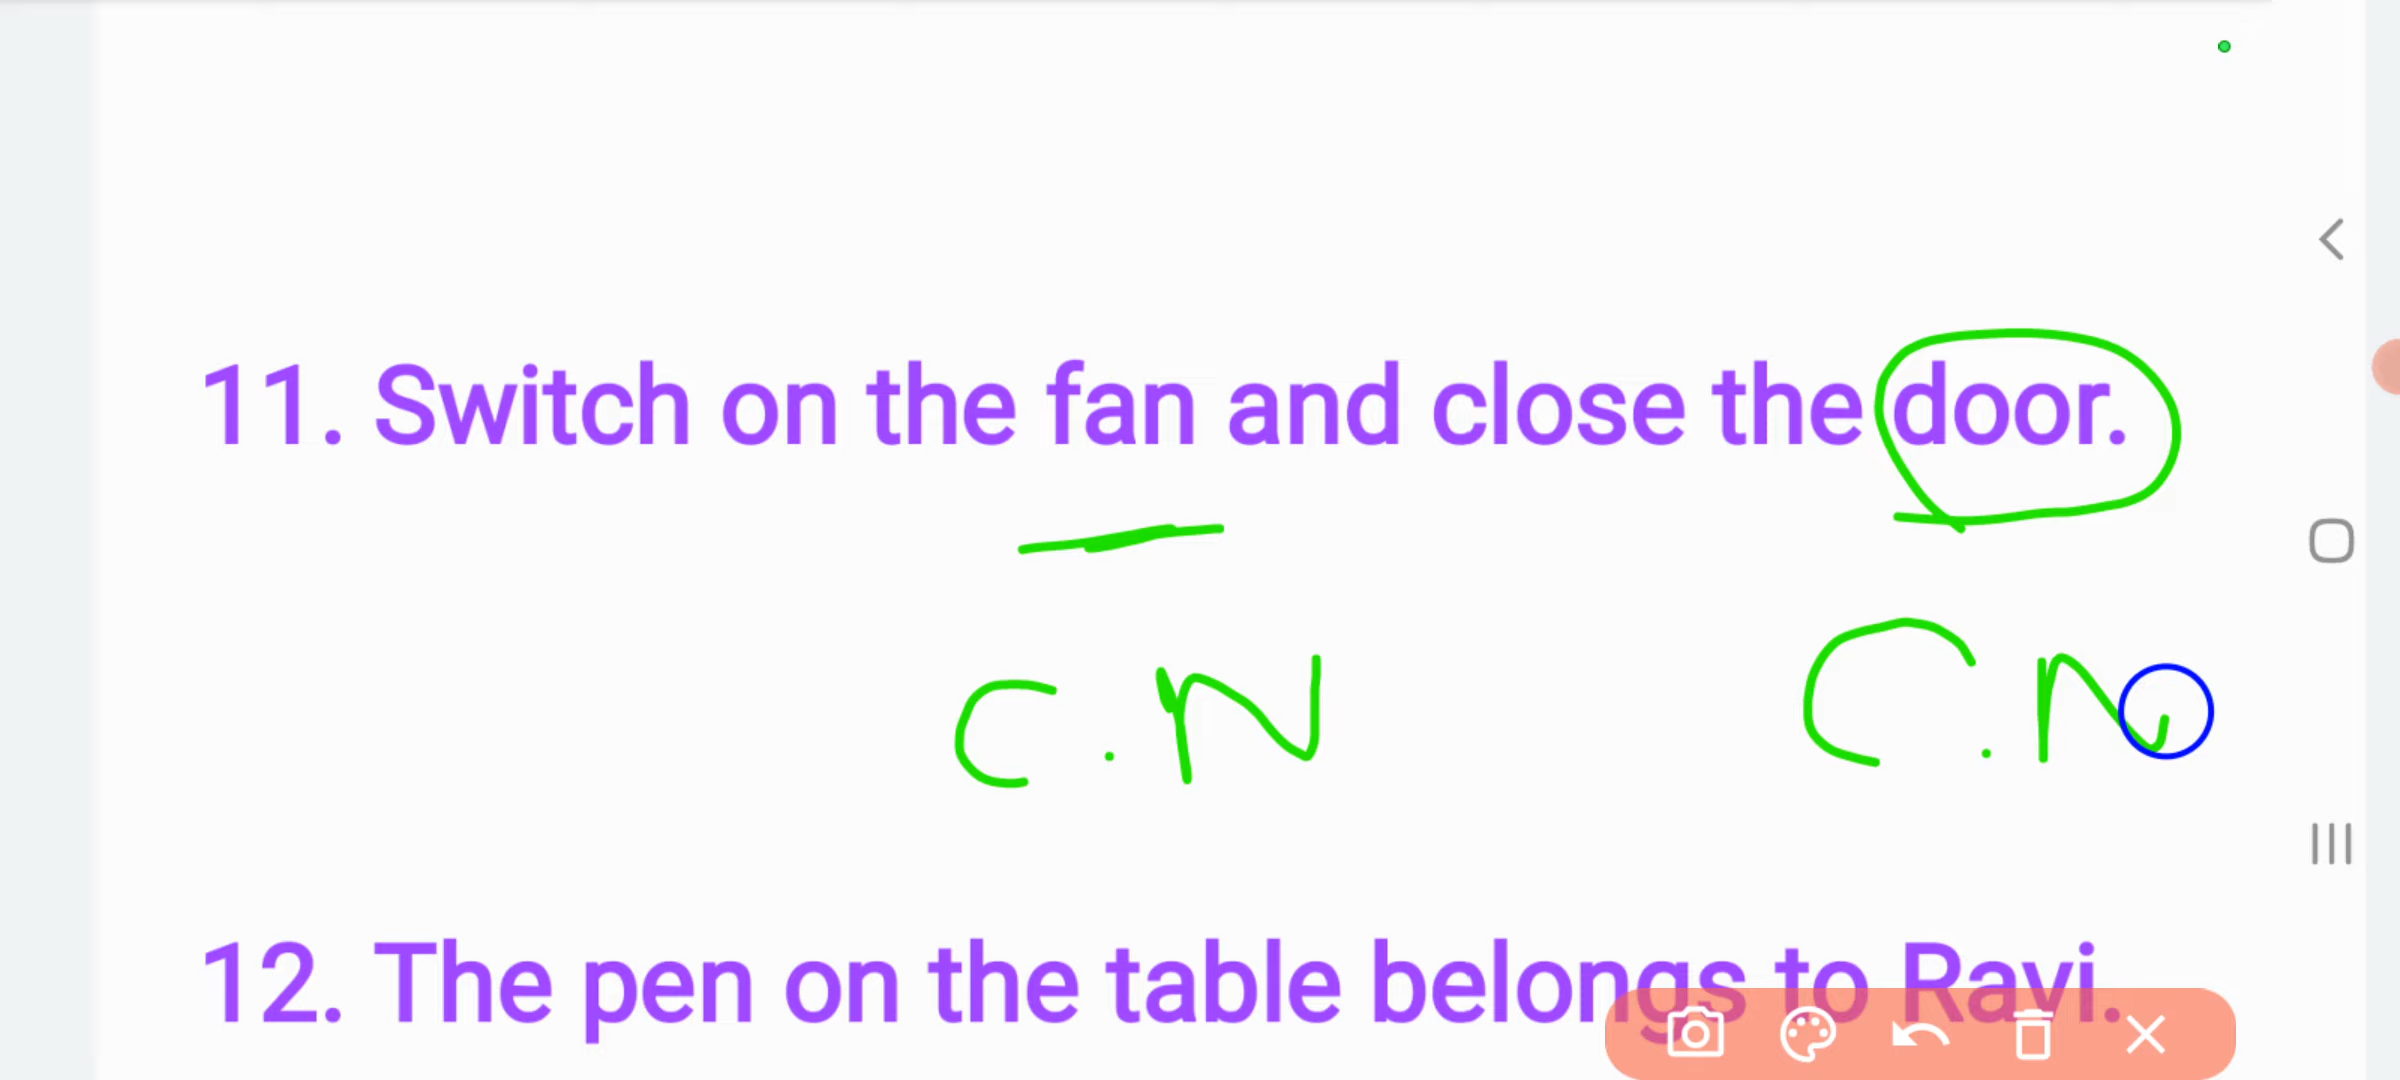 11. Switch on the fan and close the door.
C.N C.N
12. The pen on the table belongs to Ravi.